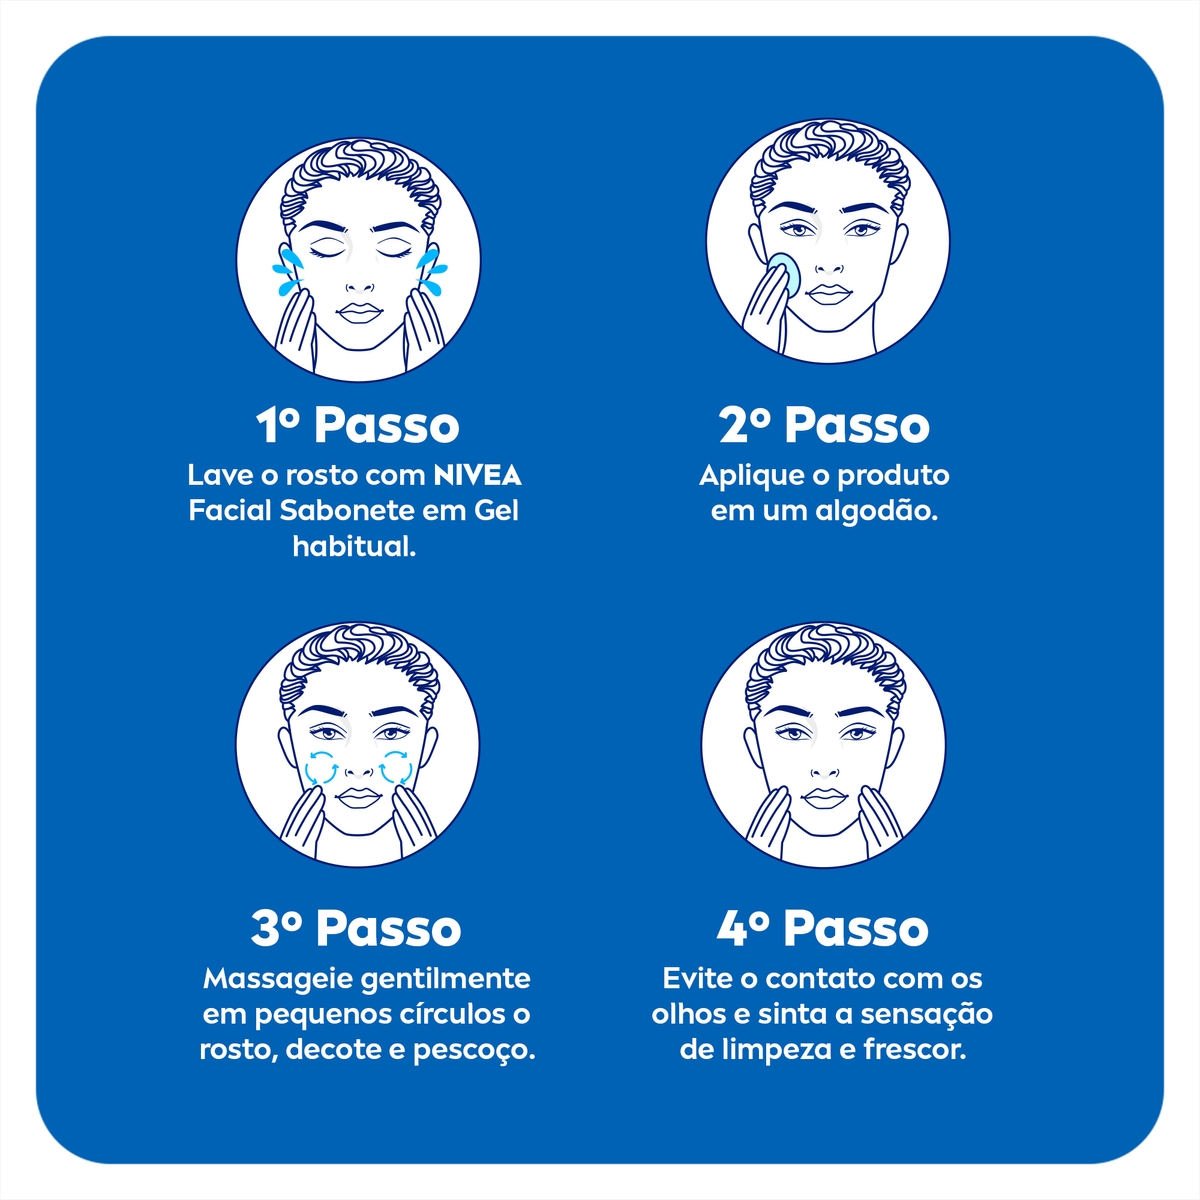 1º Passo
Lave o rosto com NIVEA
Facial Sabonete em Gel
habitual.
2º Passo
Aplique o produto
em um algodão.
3º Passo
Massageie gentilmente
em pequenos círculos o
rosto, decote e pescoço.
4º Passo
Evite o contato com os
olhos e sinta a sensação
de limpeza e frescor.